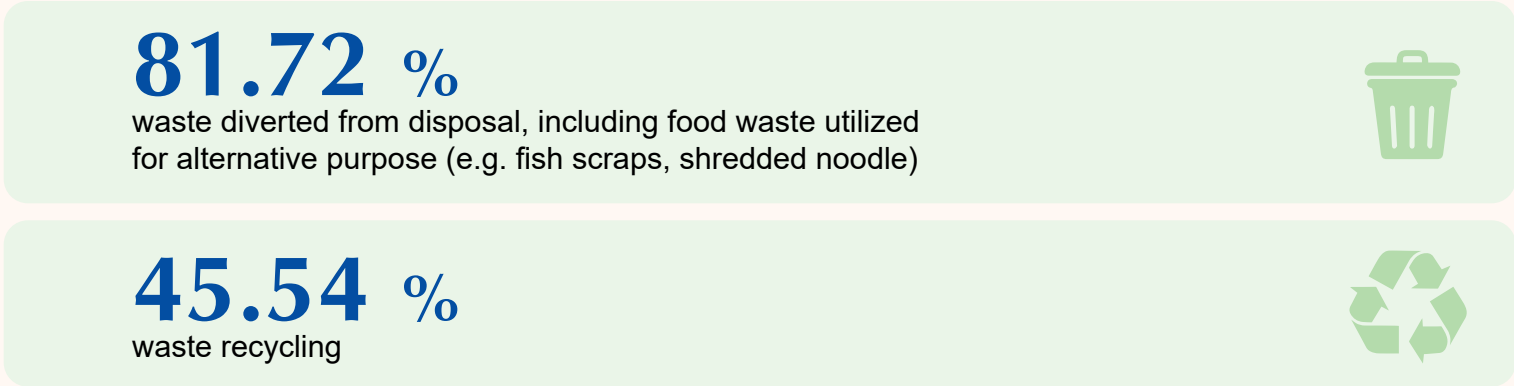 81.72 %
waste diverted from disposal, including food waste utilized
for alternative purpose (e.g. fish scraps, shredded noodle)
45.54 %
waste recycling